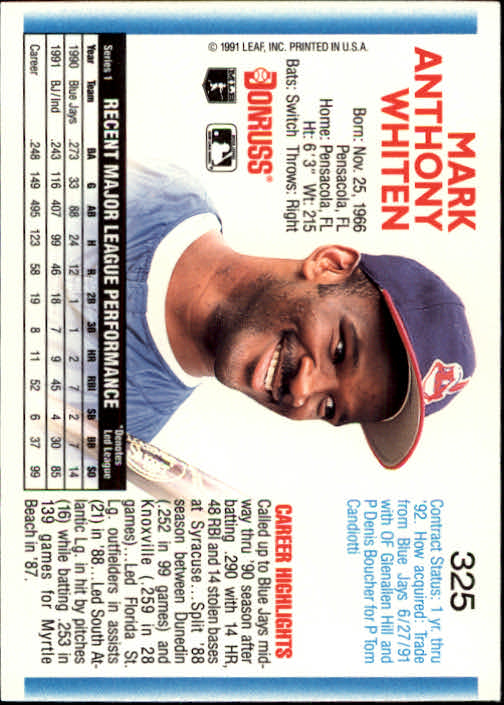 MARK
ANTHONY
WHITEN
325
Born: Nov. 25, 1966
Pensacola, FL
Home: Pensacola, FL
Ht: 6'3" Wt: 215
Bats: Switch Throws: Right
DONRUSS®
MLB
© 1991 LEAF, INC. PRINTED IN U.S.A.
Contract Status: 1 yr. thru
'92. How acquired: Trade
from Blue Jays 6/27/91
with OF Glenallen Hill and
P Denis Boucher for P Tom
Candiotti
CAREER HIGHLIGHTS
Called up to Blue Jays mid-
way thru '90 season after
batting .290 with 14 HR,
48 RBI and 14 stolen bases
at Syracuse...Split '88
season between Dunedin
(.252 in 99 games) and
Knoxville (.259 in 28
games)...Led Florida St.
Lg. outfielders in assists
(21) in '88...Led South At-
lantic Lg. in hit by pitches
(16) while batting .253 in
139 games for Myrtle
Beach in '87.
Series 1 RECENT MAJOR LEAGUE PERFORMANCE *Denotes
Led League
Year Team BA G AB H R 2B 3B HR RBI SB BB SO
1990 Blue Jays .273 33 88 24 12 1 1 2 7 2 7 14
1991 BJ/Ind .243 116 407 99 46 18 7 9 45 4 30 85
Career .248 149 495 123 58 19 8 11 52 6 37 99